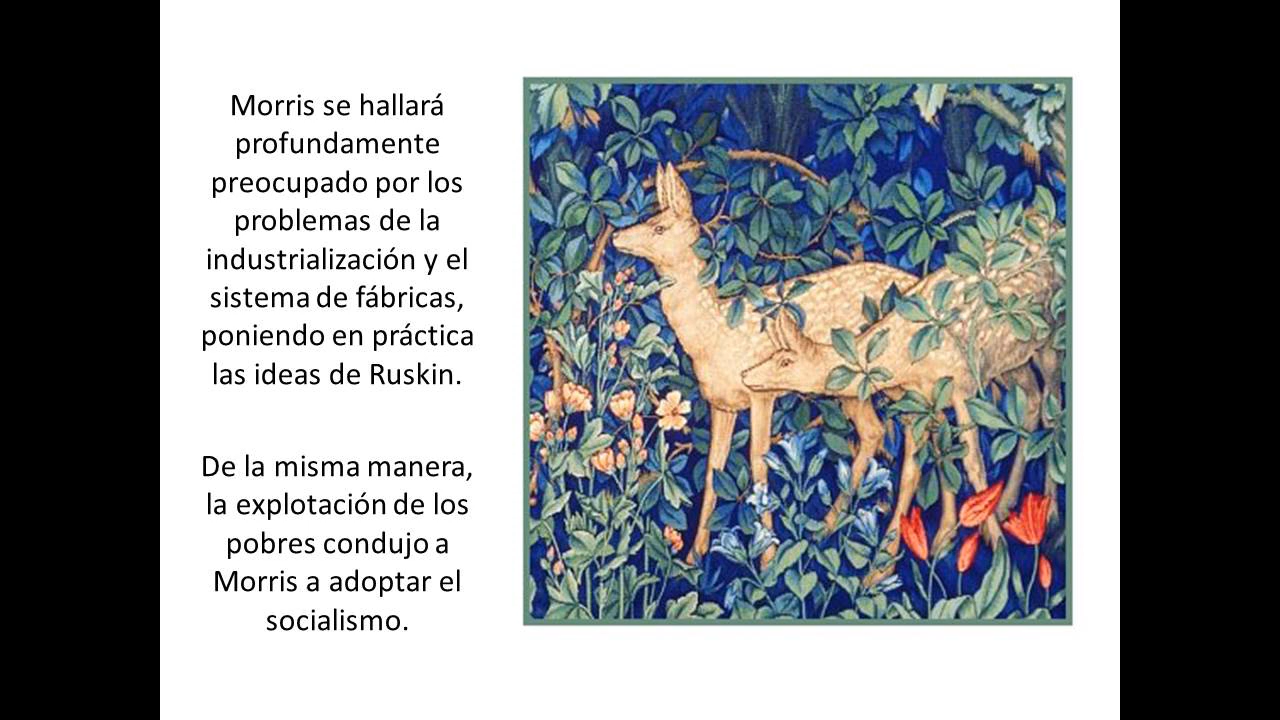 Morris se hallará
profundamente
preocupado por los
problemas de la
industrialización y el
sistema de fábricas,
poniendo en práctica
las ideas de Ruskin.
De la misma manera,
la explotación de los
pobres condujo a
Morris a adoptar el
socialismo.